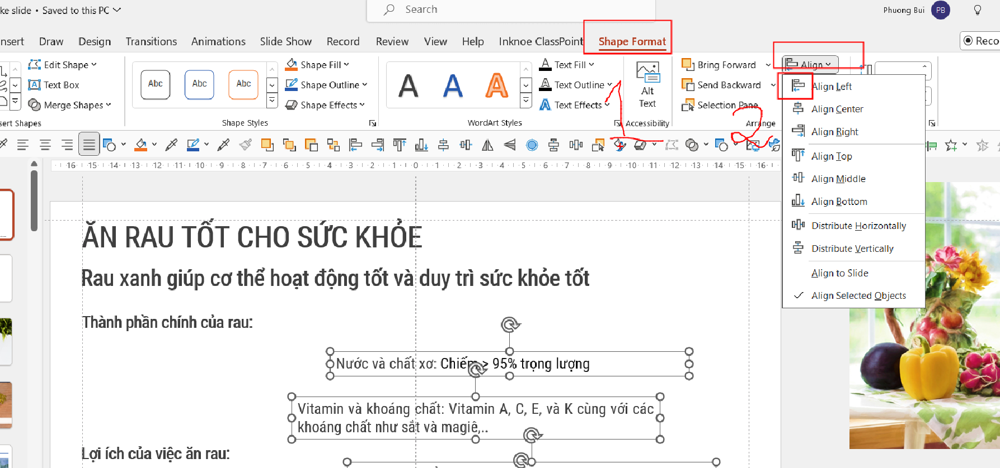 ke slide • Saved to this PC
Search
Phuong Bui PB
nsert Draw Design Transitions Animations Slide Show Record Review View Help Inknoe ClassPoint Shape Format
Reco
Edit Shape
Text Box
Merge Shapes
sert Shapes
Abc Abc Abc
Shape Fill
Shape Outline
Shape Effects
Shape Styles
A A A
Text Fill
Text Outline
Text Effects
WordArt Styles
Alt
Text
Accessibility
Bring Forward
Send Backward
Selection Pane
Arrange
Align
Align Left
Align Center
Align Right
Align Top
Align Middle
Align Bottom
Distribute Horizontally
Distribute Vertically
Align to Slide
Align Selected Objects
1
2
16 15 14 13 12 11 10 9 8 7 6 5 4 3 2 1 0 1 2 3 4 5 6 7 8 9 10 11 12 13 14 15 16
ĂN RAU TỐT CHO SỨC KHỎE
Rau xanh giúp cơ thể hoạt động tốt và duy trì sức khỏe tốt
Thành phần chính của rau:
Nước và chất xơ: Chiếm > 95% trọng lượng
Vitamin và khoáng chất: Vitamin A, C, E, và K cùng với các
khoáng chất như sắt và magiê,..
Lợi ích của việc ăn rau: